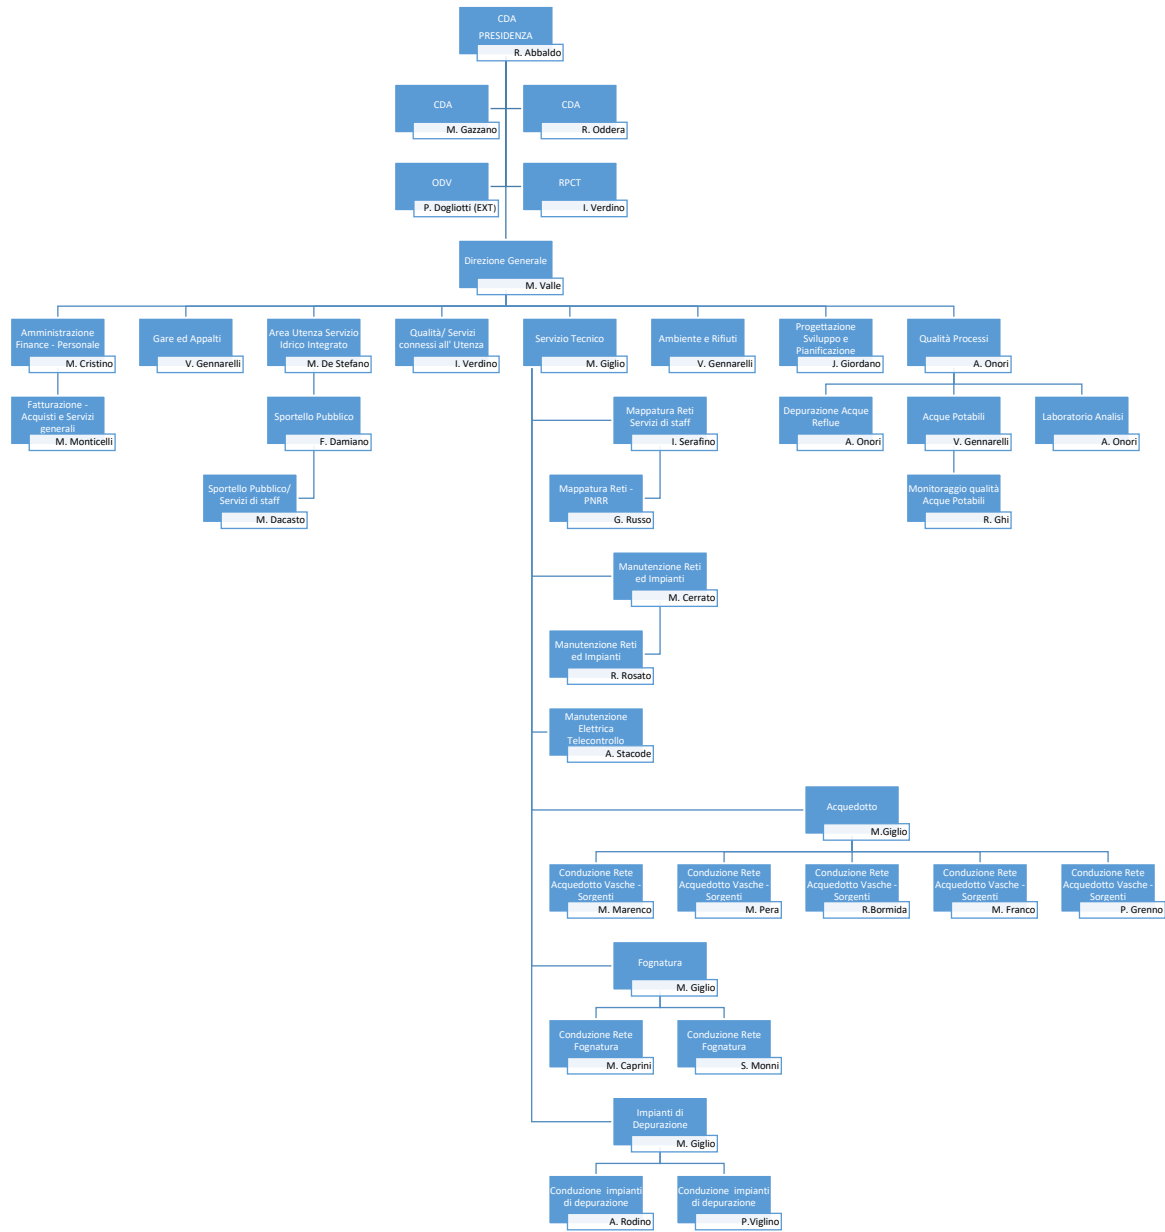 CDA
PRESIDENZA
R. Abbaldo
CDA
M. Gazzano
CDA
R. Oddera
ODV
P. Dogliotti (EXT)
RPCT
I. Verdino
Direzione Generale
M. Valle
Amministrazione
Finance - Personale
M. Cristino
Gare ed Appalti
V. Gennarelli
Area Utenza Servizio
Idrico Integrato
M. De Stefano
Qualità/ Servizi
connessi all' Utenza
I. Verdino
Servizio Tecnico
M. Giglio
Ambiente e Rifiuti
V. Gennarelli
Progettazione
Sviluppo e
Pianificazione
J. Giordano
Qualità Processi
A. Onori
Fatturazione -
Acquisti e Servizi
generali
M. Monticelli
Sportello Pubblico
F. Damiano
Mappatura Reti
Servizi di staff
I. Serafino
Depurazione Acque
Reflue
A. Onori
Acque Potabili
V. Gennarelli
Laboratorio Analisi
A. Onori
Sportello Pubblico/
Servizi di staff
M. Dacasto
Mappatura Reti -
PNRR
G. Russo
Monitoraggio qualità
Acque Potabili
R. Ghi
Manutenzione Reti
ed Impianti
M. Cerrato
Manutenzione Reti
ed Impianti
R. Rosato
Manutenzione
Elettrica
Telecontrollo
A. Stacode
Acquedotto
M.Giglio
Conduzione Rete
Acquedotto Vasche -
Sorgenti
M. Marenco
Conduzione Rete
Acquedotto Vasche -
Sorgenti
M. Pera
Conduzione Rete
Acquedotto Vasche -
Sorgenti
R.Bormida
Conduzione Rete
Acquedotto Vasche -
Sorgenti
M. Franco
Conduzione Rete
Acquedotto Vasche -
Sorgenti
P. Grenno
Fognatura
M. Giglio
Conduzione Rete
Fognatura
M. Caprini
Conduzione Rete
Fognatura
S. Monni
Impianti di
Depurazione
M. Giglio
Conduzione impianti
di depurazione
A. Rodino
Conduzione impianti
di depurazione
P.Viglino